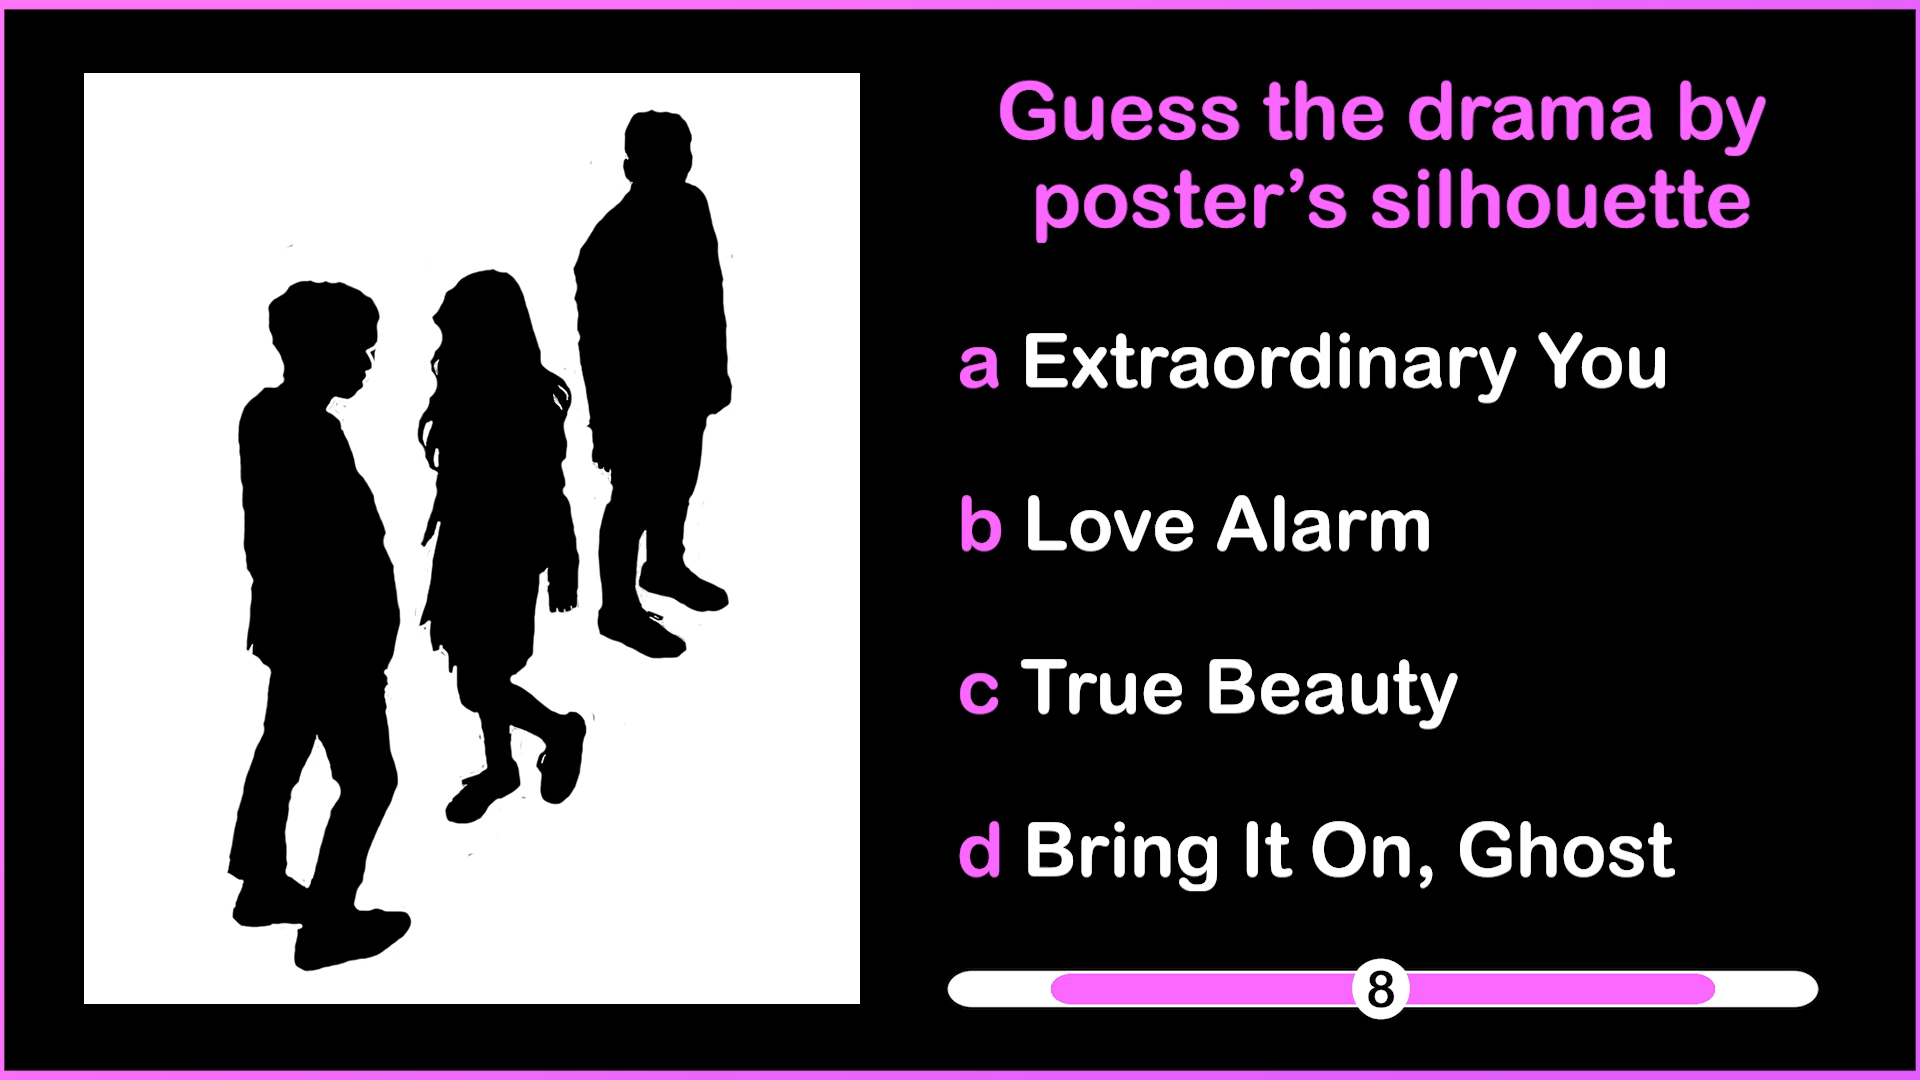 Guess the drama by
poster’s silhouette
a Extraordinary You
b Love Alarm
c True Beauty
d Bring It On, Ghost
8